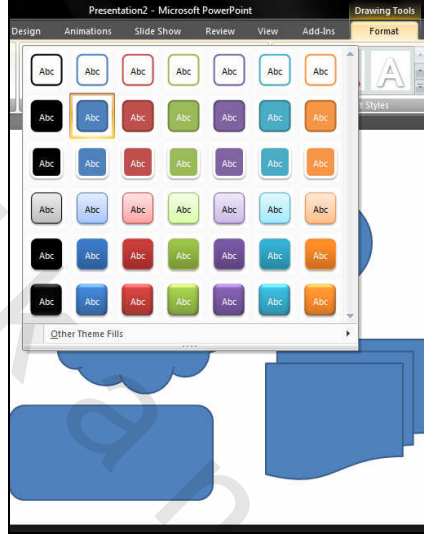 Presentation2 - Microsoft PowerPoint
Drawing Tools
Design Animations Slide Show Review View Add-Ins Format
Abc Abc Abc Abc Abc Abc Abc
Abc Abc Abc Abc Abc Abc Abc
Abc Abc Abc Abc Abc Abc Abc
Abc Abc Abc Abc Abc Abc Abc
Abc Abc Abc Abc Abc Abc Abc
Abc Abc Abc Abc Abc Abc Abc
A
Styles
Other Theme Fills